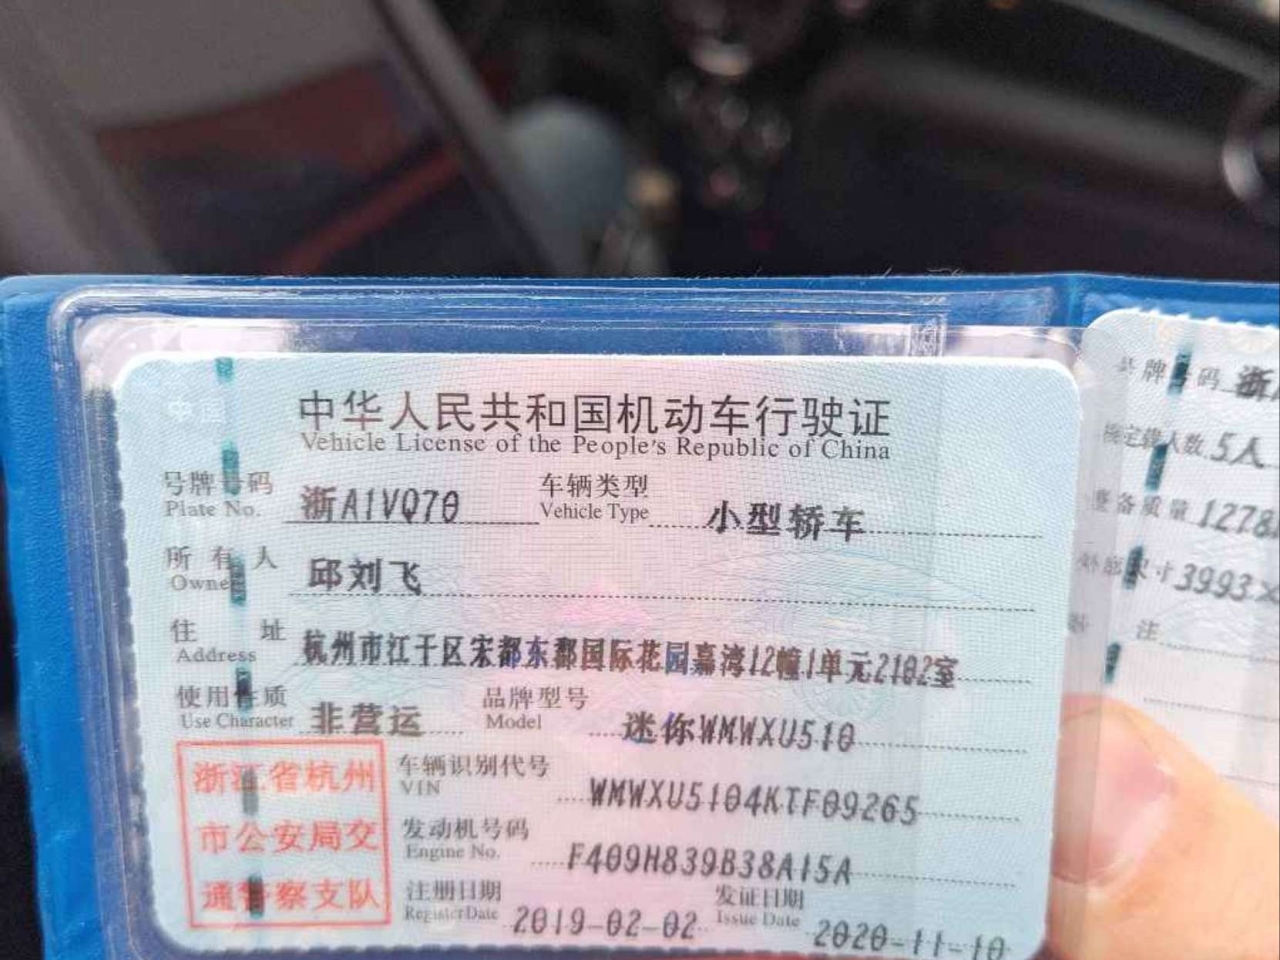 中华人民共和国机动车行驶证
Vehicle License of the People's Republic of China
号牌号码 浙A1VQ70 车辆类型 小型轿车
Plate No. Vehicle Type
所有人 邱刘飞
Owner
住址 杭州市江干区宋都东郡国际花园嘉湾12幢1单元2102室
Address
使用性质 非营运 品牌型号 迷你WMWXU510
Use Character Model
浙江省杭州
市公安局交
通警察支队
车辆识别代号 WMWXU5104KTF09265
VIN
发动机号码 F409H839B38A15A
Engine No.
注册日期 2019-02-02 发证日期 2020-11-10
Register Date Issue Date
号牌号码 浙
核定载人数 5人
整备质量 1278
外廓尺寸 3993×
注